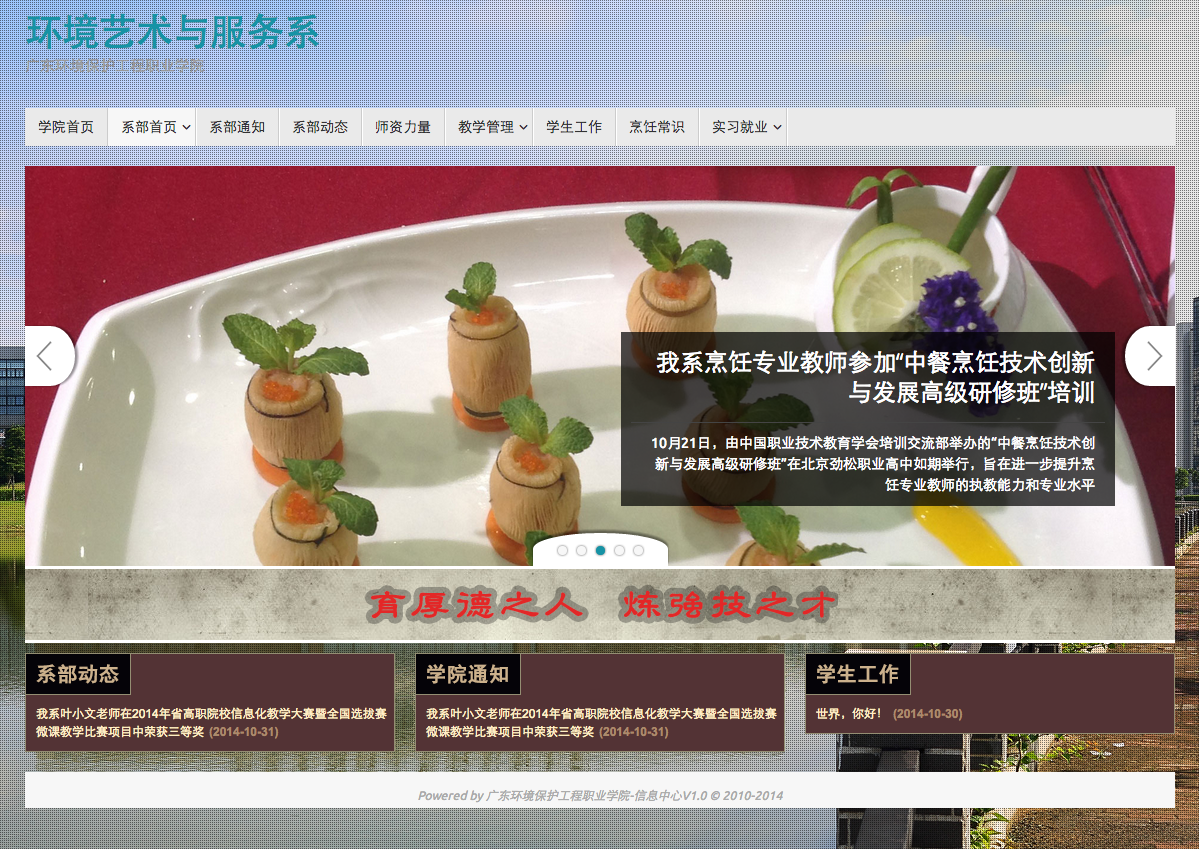 环境艺术与服务系
广东环境保护工程职业学院
学院首页 系部首页 系部通知 系部动态 师资力量 教学管理 学生工作 烹饪常识 实习就业
我系烹饪专业教师参加“中餐烹饪技术创新
与发展高级研修班”培训
10月21日，由中国职业技术教育学会培训交流部举办的“中餐烹饪技术创
新与发展高级研修班”在北京劲松职业高中如期举行，旨在进一步提升烹
饪专业教师的执教能力和专业水平
育厚德之人 炼强技之才
系部动态
我系叶小文老师在2014年省高职院校信息化教学大赛暨全国选拔赛
微课教学比赛项目中荣获三等奖 (2014-10-31)
学院通知
我系叶小文老师在2014年省高职院校信息化教学大赛暨全国选拔赛
微课教学比赛项目中荣获三等奖 (2014-10-31)
学生工作
世界，你好！ (2014-10-30)
Powered by 广东环境保护工程职业学院-信息中心V1.0 © 2010-2014